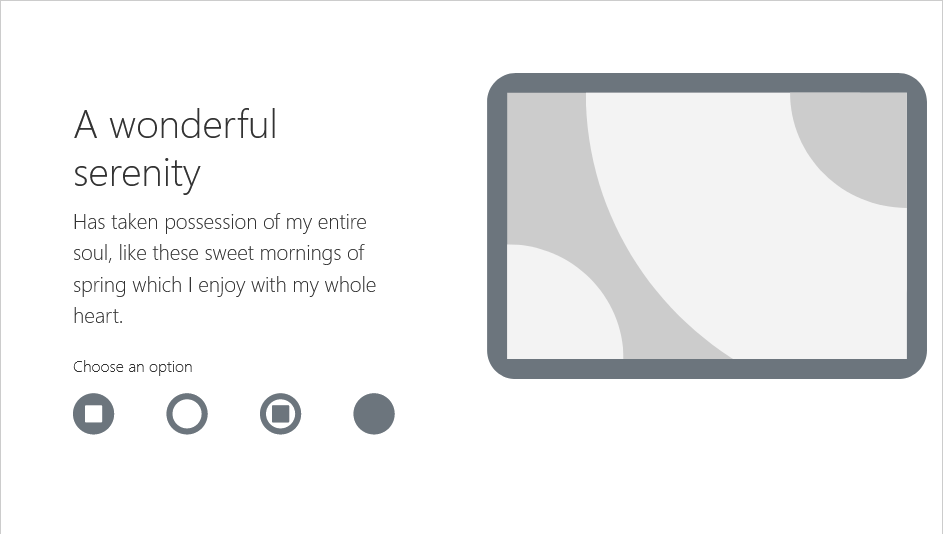 A wonderful
serenity
Has taken possession of my entire
soul, like these sweet mornings of
spring which I enjoy with my whole
heart.
Choose an option